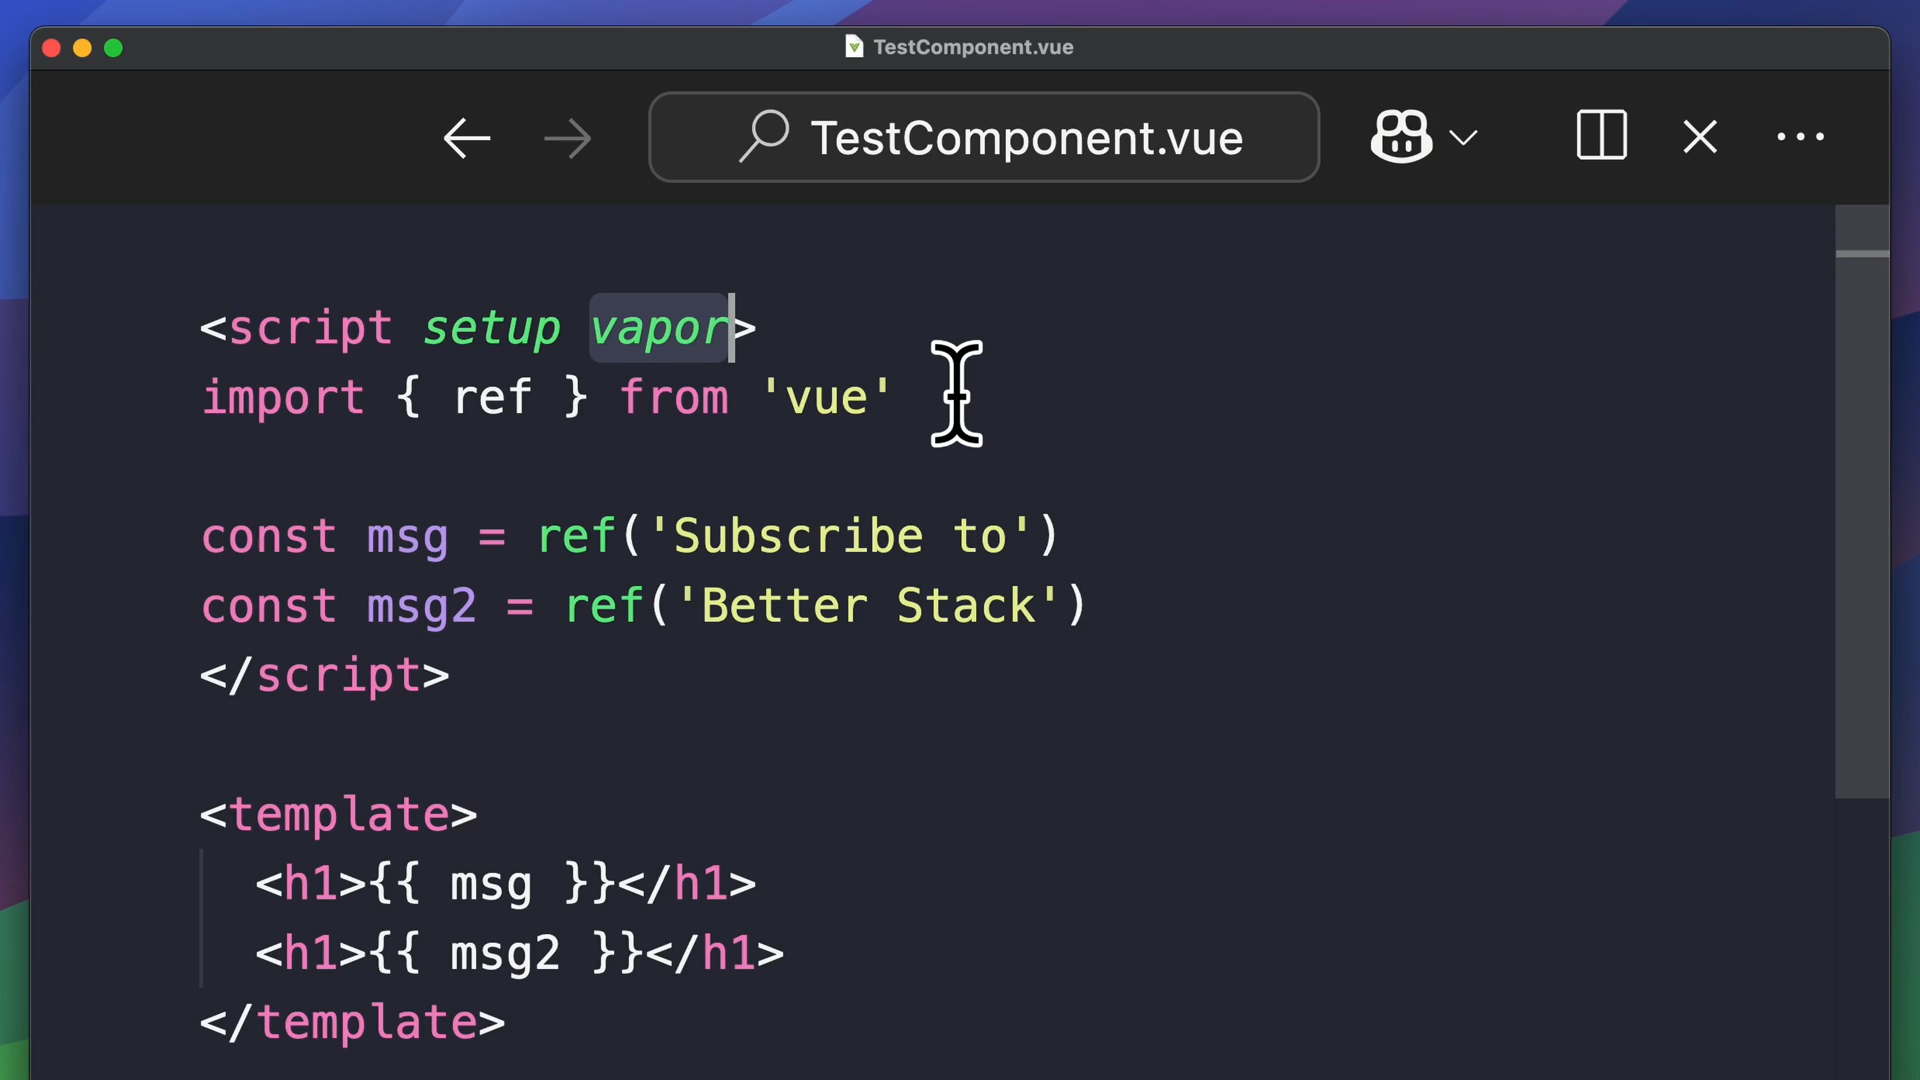 TestComponent.vue
TestComponent.vue
<script setup vapor>
import { ref } from 'vue'
const msg = ref('Subscribe to')
const msg2 = ref('Better Stack')
</script>
<template>
<h1>{{ msg }}</h1>
<h1>{{ msg2 }}</h1>
</template>